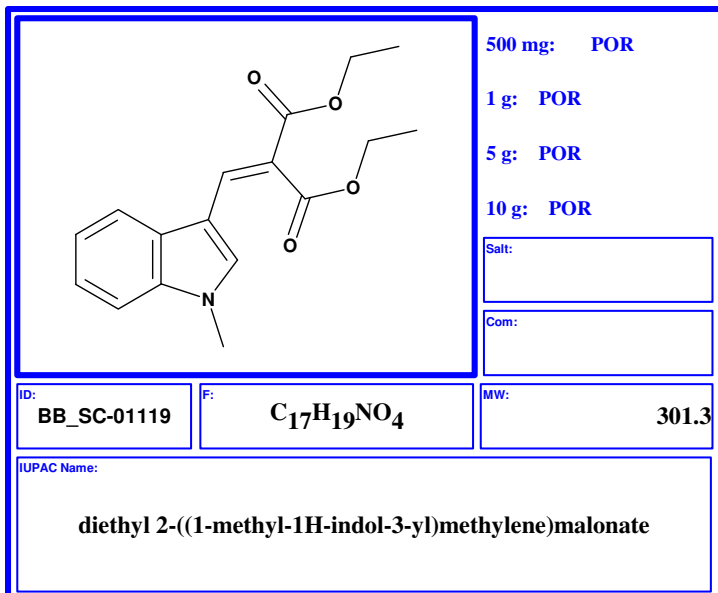 O
O
O
O
N
500 mg: POR
1 g: POR
5 g: POR
10 g: POR
Salt:
Com:
ID:
BB_SC-01119
F:
C17H19NO4
MW:
301.3
IUPAC Name:
diethyl 2-((1-methyl-1H-indol-3-yl)methylene)malonate